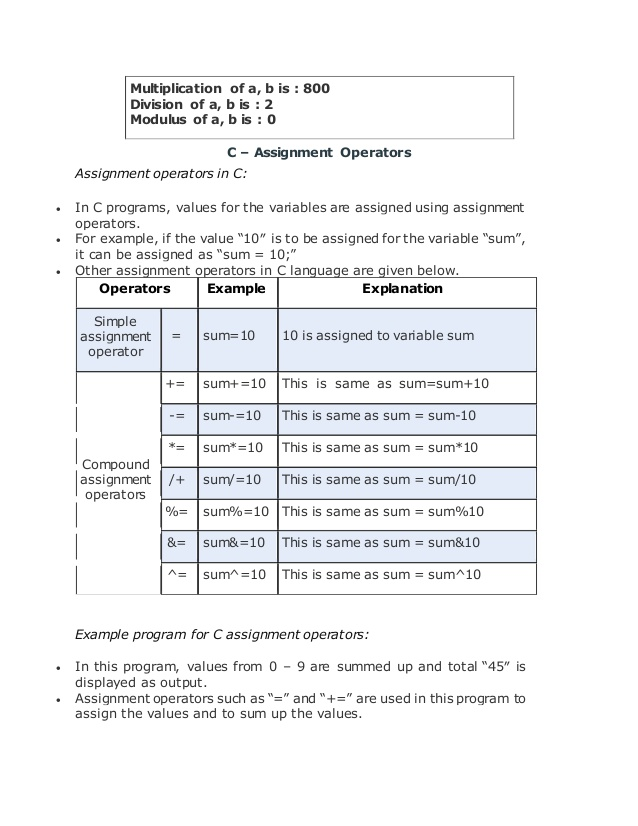 Multiplication of a, b is : 800
Division of a, b is : 2
Modulus of a, b is : 0
C – Assignment Operators
Assignment operators in C:
• In C programs, values for the variables are assigned using assignment
operators.
• For example, if the value “10” is to be assigned for the variable “sum”,
it can be assigned as “sum = 10;”
• Other assignment operators in C language are given below.
Operators Example Explanation
Simple
assignment = sum=10 10 is assigned to variable sum
operator
+= sum+=10 This is same as sum=sum+10
-= sum-=10 This is same as sum = sum-10
*= sum*=10 This is same as sum = sum*10
Compound
assignment /+ sum/=10 This is same as sum = sum/10
operators
%= sum%=10 This is same as sum = sum%10
&= sum&=10 This is same as sum = sum&10
^= sum^=10 This is same as sum = sum^10
Example program for C assignment operators:
• In this program, values from 0 – 9 are summed up and total “45” is
displayed as output.
• Assignment operators such as “=” and “+=” are used in this program to
assign the values and to sum up the values.